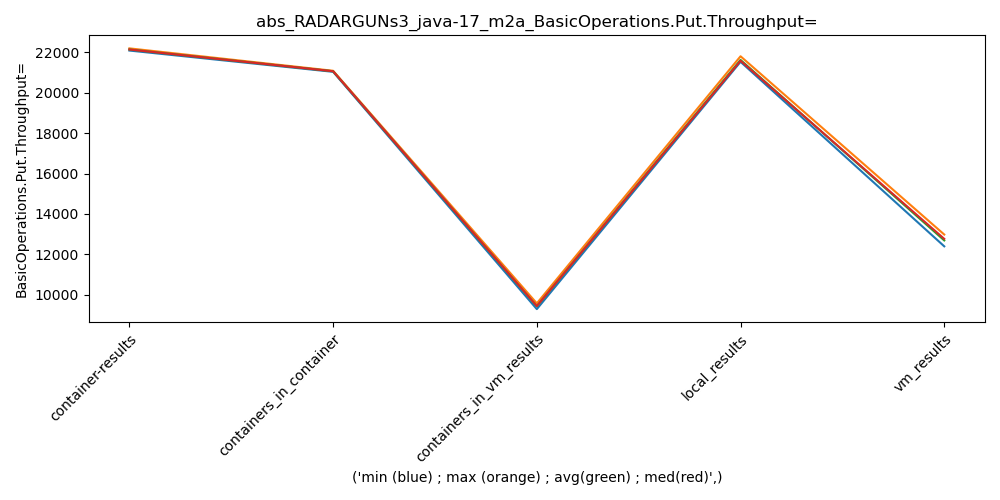 abs_RADARGUNs3_java-17_m2a_BasicOperations.Put.Throughput=
BasicOperations.Put.Throughput=
22000
20000
18000
16000
14000
12000
10000
container-results
containers_in_container
containers_in_vm_results
local_results
vm_results
('min (blue) ; max (orange) ; avg(green) ; med(red)',)